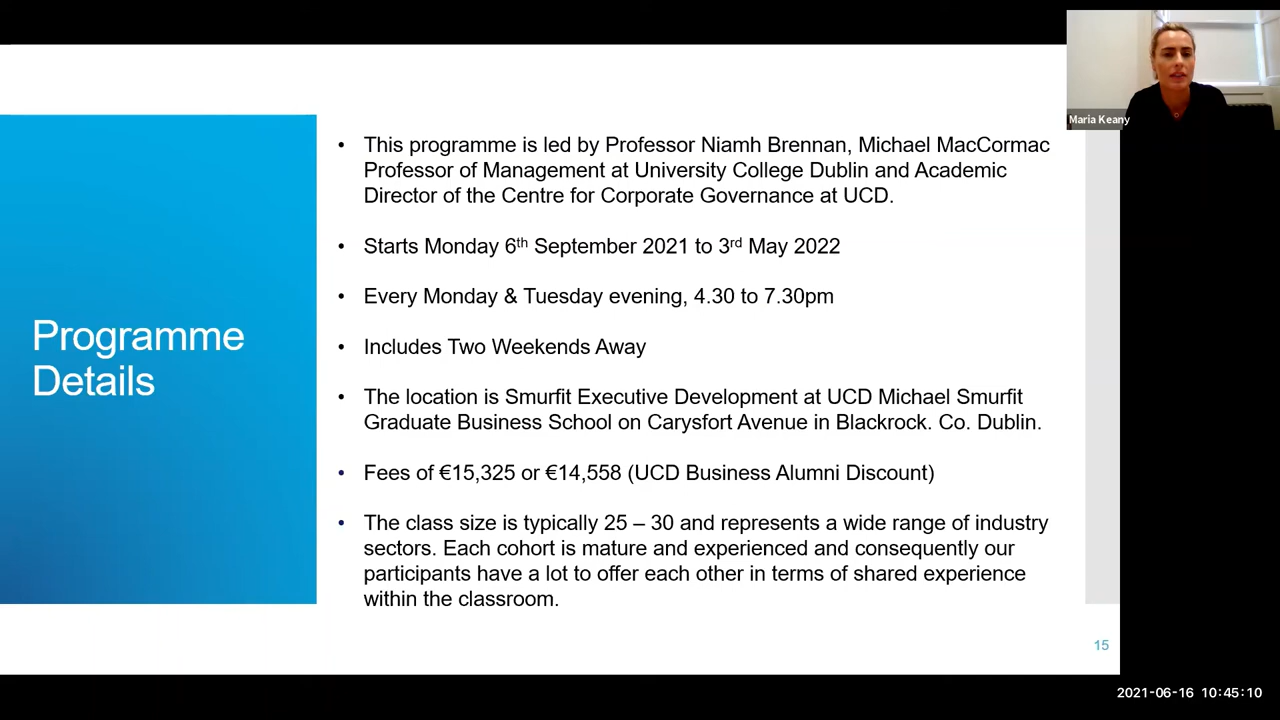 Maria Keany
Programme
Details
• This programme is led by Professor Niamh Brennan, Michael MacCormac
Professor of Management at University College Dublin and Academic
Director of the Centre for Corporate Governance at UCD.
• Starts Monday 6th September 2021 to 3rd May 2022
• Every Monday & Tuesday evening, 4.30 to 7.30pm
• Includes Two Weekends Away
• The location is Smurfit Executive Development at UCD Michael Smurfit
Graduate Business School on Carysfort Avenue in Blackrock. Co. Dublin.
• Fees of €15,325 or €14,558 (UCD Business Alumni Discount)
• The class size is typically 25 – 30 and represents a wide range of industry
sectors. Each cohort is mature and experienced and consequently our
participants have a lot to offer each other in terms of shared experience
within the classroom.
15
2021-06-16 10:45:10